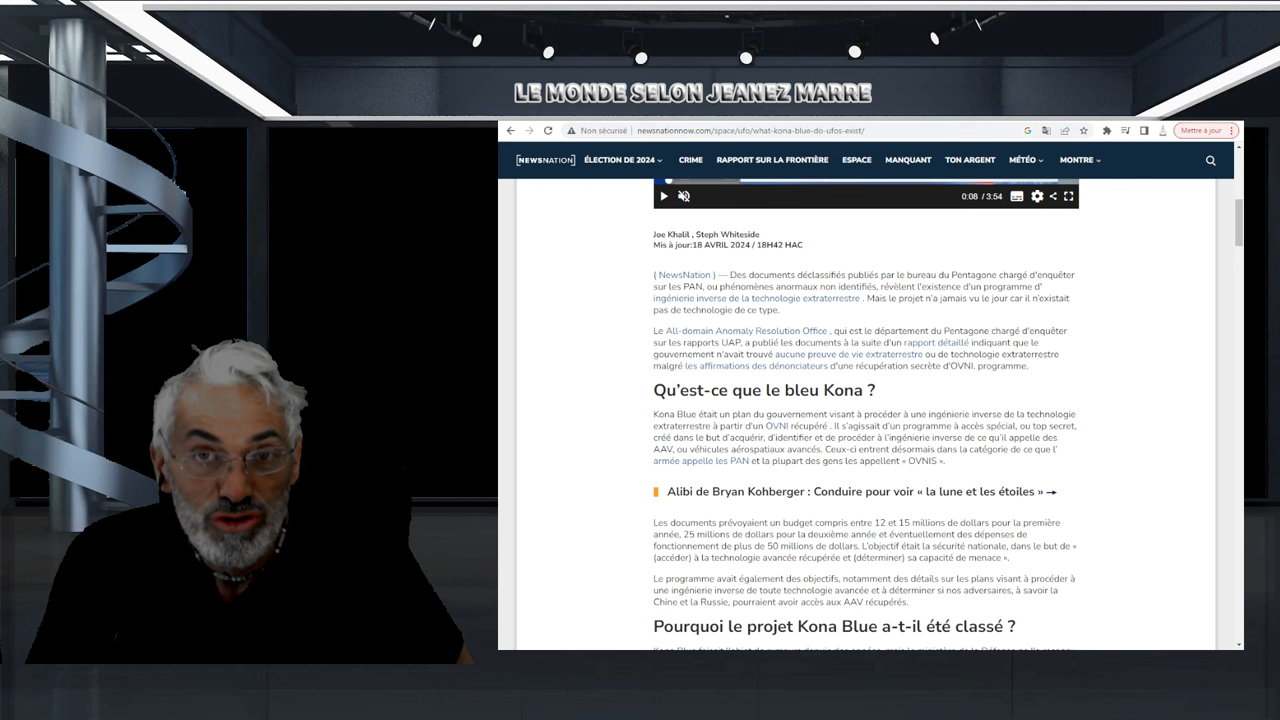 LE MONDE SELON JEANEZ MARRE
Non sécurisé | newsnationnow.com/space/ufo/what-kona-blue-do-ufos-exist/
Mettre à jour
[NEWSNATION] ÉLECTION DE 2024 CRIME RAPPORT SUR LA FRONTIÈRE ESPACE MANQUANT TON ARGENT MÉTÉO MONTRE
0:08 / 3:54
Joe Khalil , Steph Whiteside
Mis à jour:18 AVRIL 2024 / 18H42 HAC
( NewsNation ) — Des documents déclassifiés publiés par le bureau du Pentagone chargé d'enquêter
sur les PAN, ou phénomènes anormaux non identifiés, révèlent l'existence d'un programme d'
ingénierie inverse de la technologie extraterrestre . Mais le projet n'a jamais vu le jour car il n'existait
pas de technologie de ce type.
Le All-domain Anomaly Resolution Office , qui est le département du Pentagone chargé d'enquêter
sur les rapports UAP, a publié les documents à la suite d'un rapport détaillé indiquant que le
gouvernement n'avait trouvé aucune preuve de vie extraterrestre ou de technologie extraterrestre
malgré les affirmations des dénonciateurs d'une récupération secrète d'OVNI. programme.
Qu'est-ce que le bleu Kona ?
Kona Blue était un plan du gouvernement visant à procéder à une ingénierie inverse de la technologie
extraterrestre à partir d'un OVNI récupéré . Il s'agissait d'un programme à accès spécial, ou top secret,
créé dans le but d'acquérir, d'identifier et de procéder à l'ingénierie inverse de ce qu'il appelle des
AAV, ou véhicules aérospatiaux avancés. Ceux-ci entrent désormais dans la catégorie de ce que l'
armée appelle les PAN et la plupart des gens les appellent « OVNIS ».
Alibi de Bryan Kohberger : Conduire pour voir « la lune et les étoiles » →
Les documents prévoyaient un budget compris entre 12 et 15 millions de dollars pour la première
année, 25 millions de dollars pour la deuxième année et éventuellement des dépenses de
fonctionnement de plus de 50 millions de dollars. L'objectif était la sécurité nationale, dans le but de «
(accéder) à la technologie avancée récupérée et (déterminer) sa capacité de menace ».
Le programme avait également des objectifs, notamment des détails sur les plans visant à procéder à
une ingénierie inverse de toute technologie avancée et à déterminer si nos adversaires, à savoir la
Chine et la Russie, pourraient avoir accès aux AAV récupérés.
Pourquoi le projet Kona Blue a-t-il été classé ?